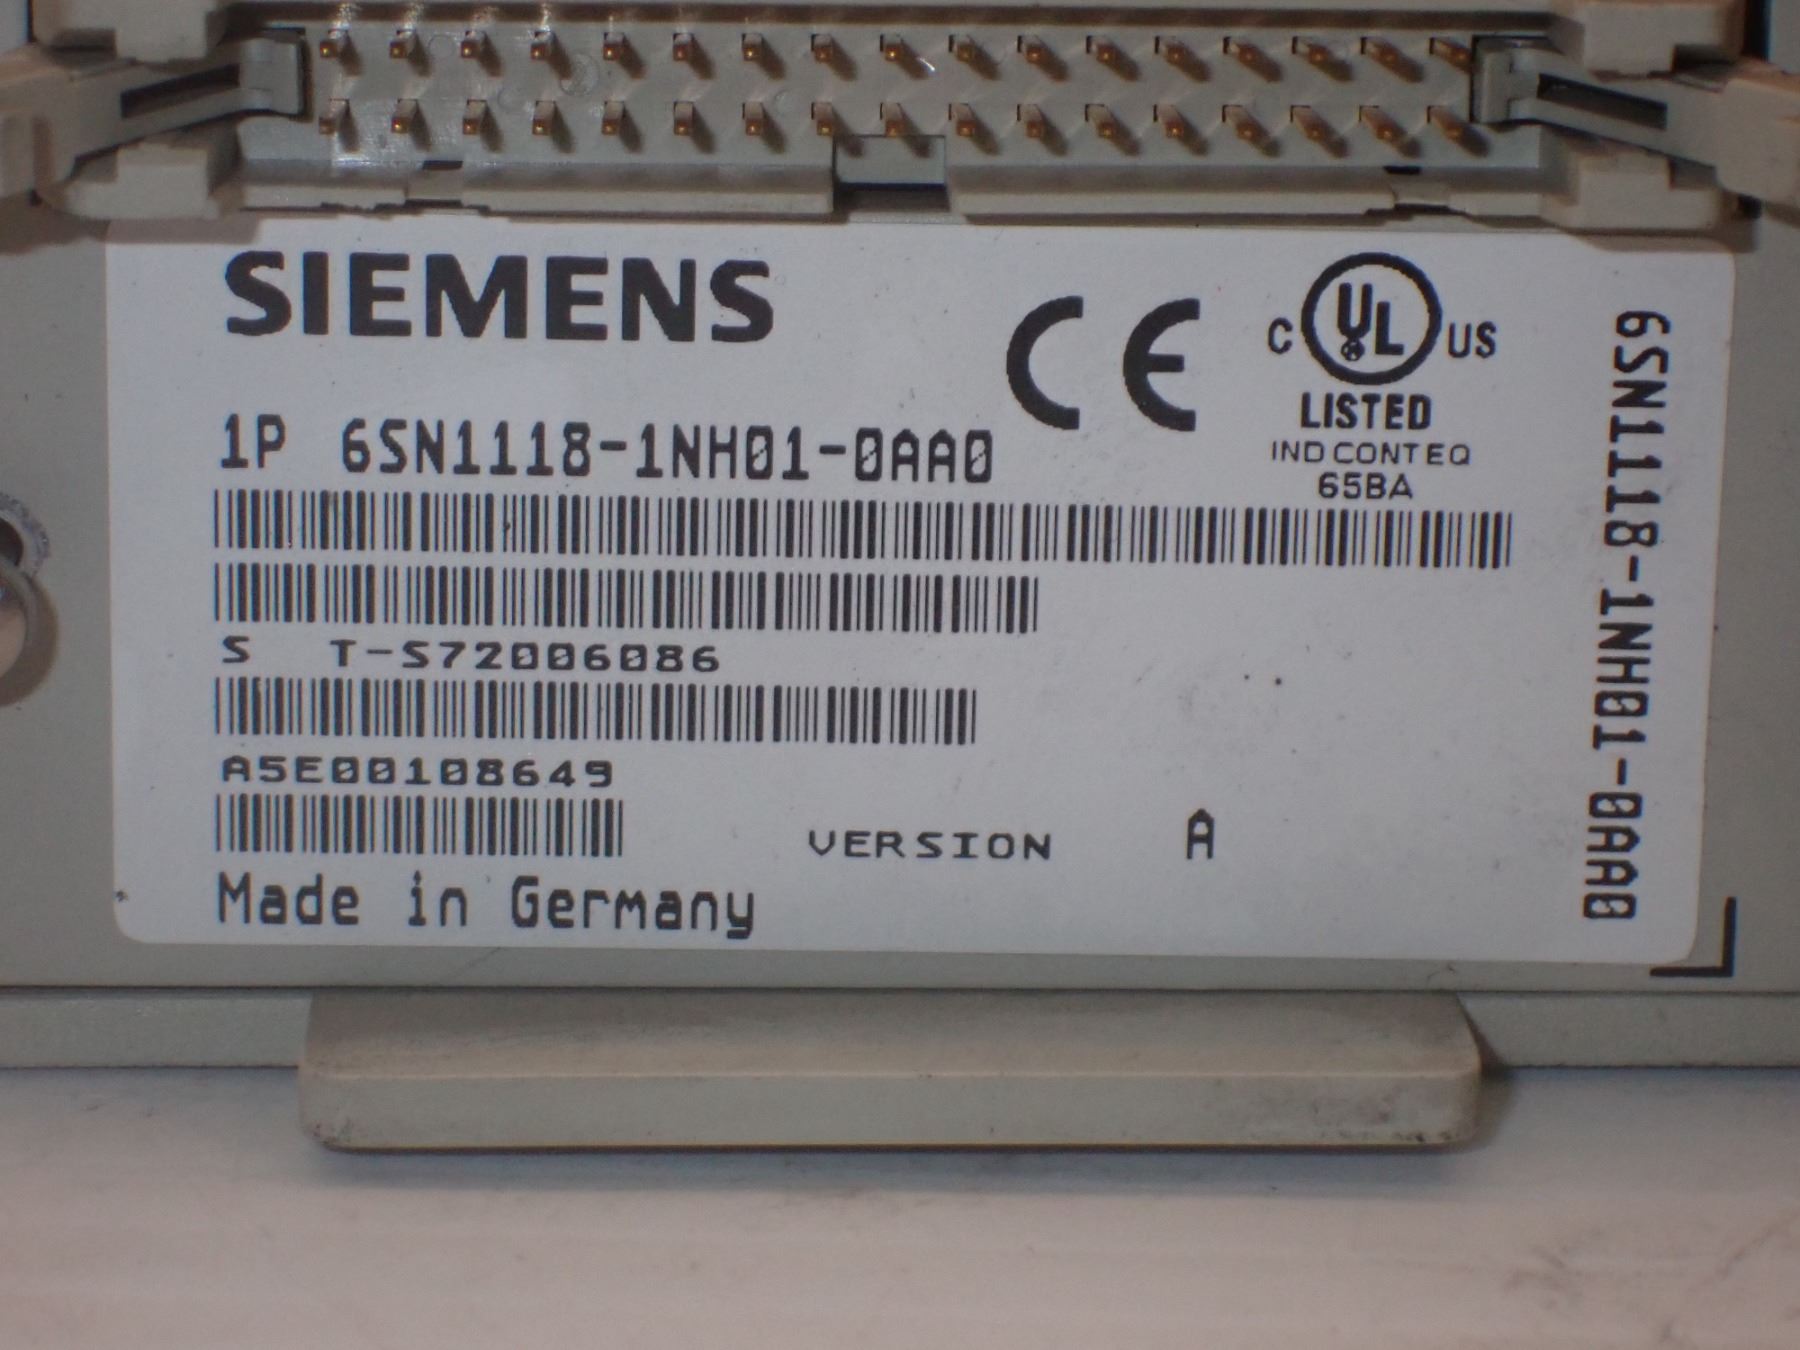 SIEMENS
CE
C UL US
LISTED
IND CONT EQ
65BA
1P 6SN1118-1NH01-0AA0
S T-S72006086
A5E00108649
VERSION A
Made in Germany
6SN1118-1NH01-0AA0